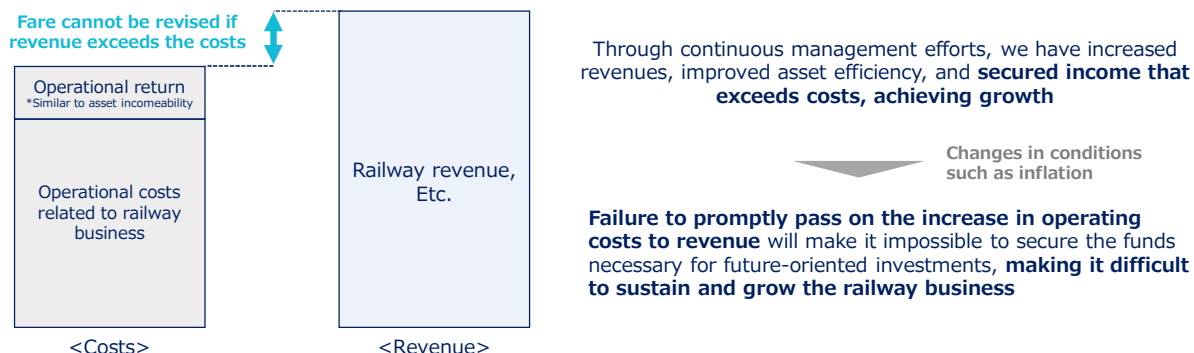 Fare cannot be revised if
revenue exceeds the costs
Operational return
*Similar to asset incomeability
Operational costs
related to railway
business
<Costs>
Railway revenue,
Etc.
<Revenue>
Through continuous management efforts, we have increased
revenues, improved asset efficiency, and secured income that
exceeds costs, achieving growth
Changes in conditions
such as inflation
Failure to promptly pass on the increase in operating
costs to revenue will make it impossible to secure the funds
necessary for future-oriented investments, making it difficult
to sustain and grow the railway business